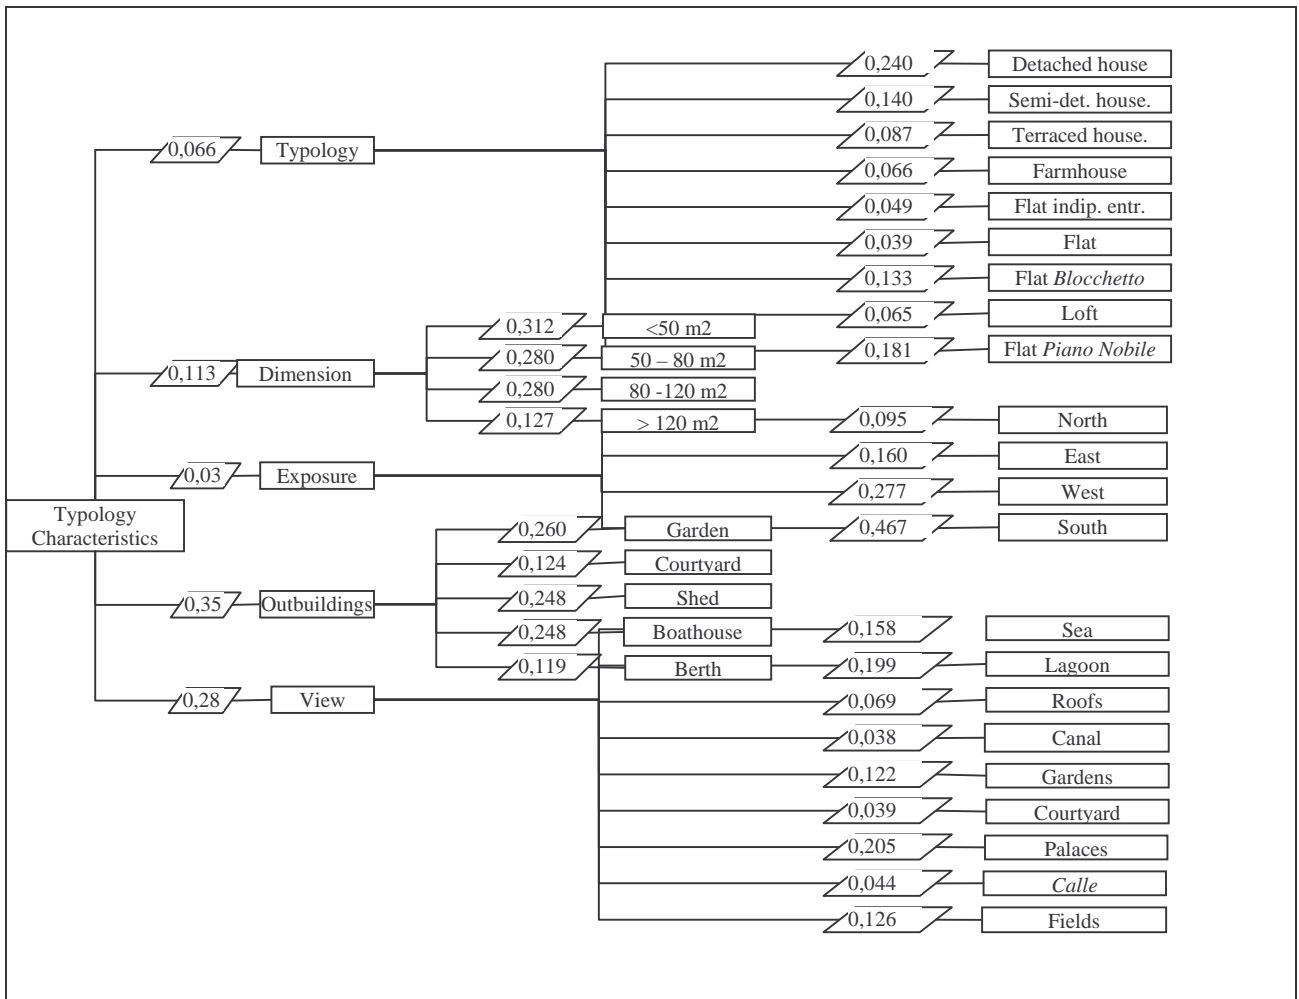 0,240 Detached house
0,140 Semi-det. house.
0,066 Typology 0,087 Terraced house.
0,066 Farmhouse
0,049 Flat indip. entr.
0,039 Flat
0,133 Flat Blocchetto
0,312 <50 m2 0,065 Loft
0,280 50 – 80 m2 0,181 Flat Piano Nobile
0,113 Dimension
0,280 80 -120 m2
0,127 > 120 m2 0,095 North
0,160 East
0,03 Exposure
0,277 West
Typology
Characteristics
0,260 Garden 0,467 South
0,124 Courtyard
0,35 Outbuildings 0,248 Shed
0,248 Boathouse 0,158 Sea
0,119 Berth 0,199 Lagoon
0,28 View 0,069 Roofs
0,038 Canal
0,122 Gardens
0,039 Courtyard
0,205 Palaces
0,044 Calle
0,126 Fields